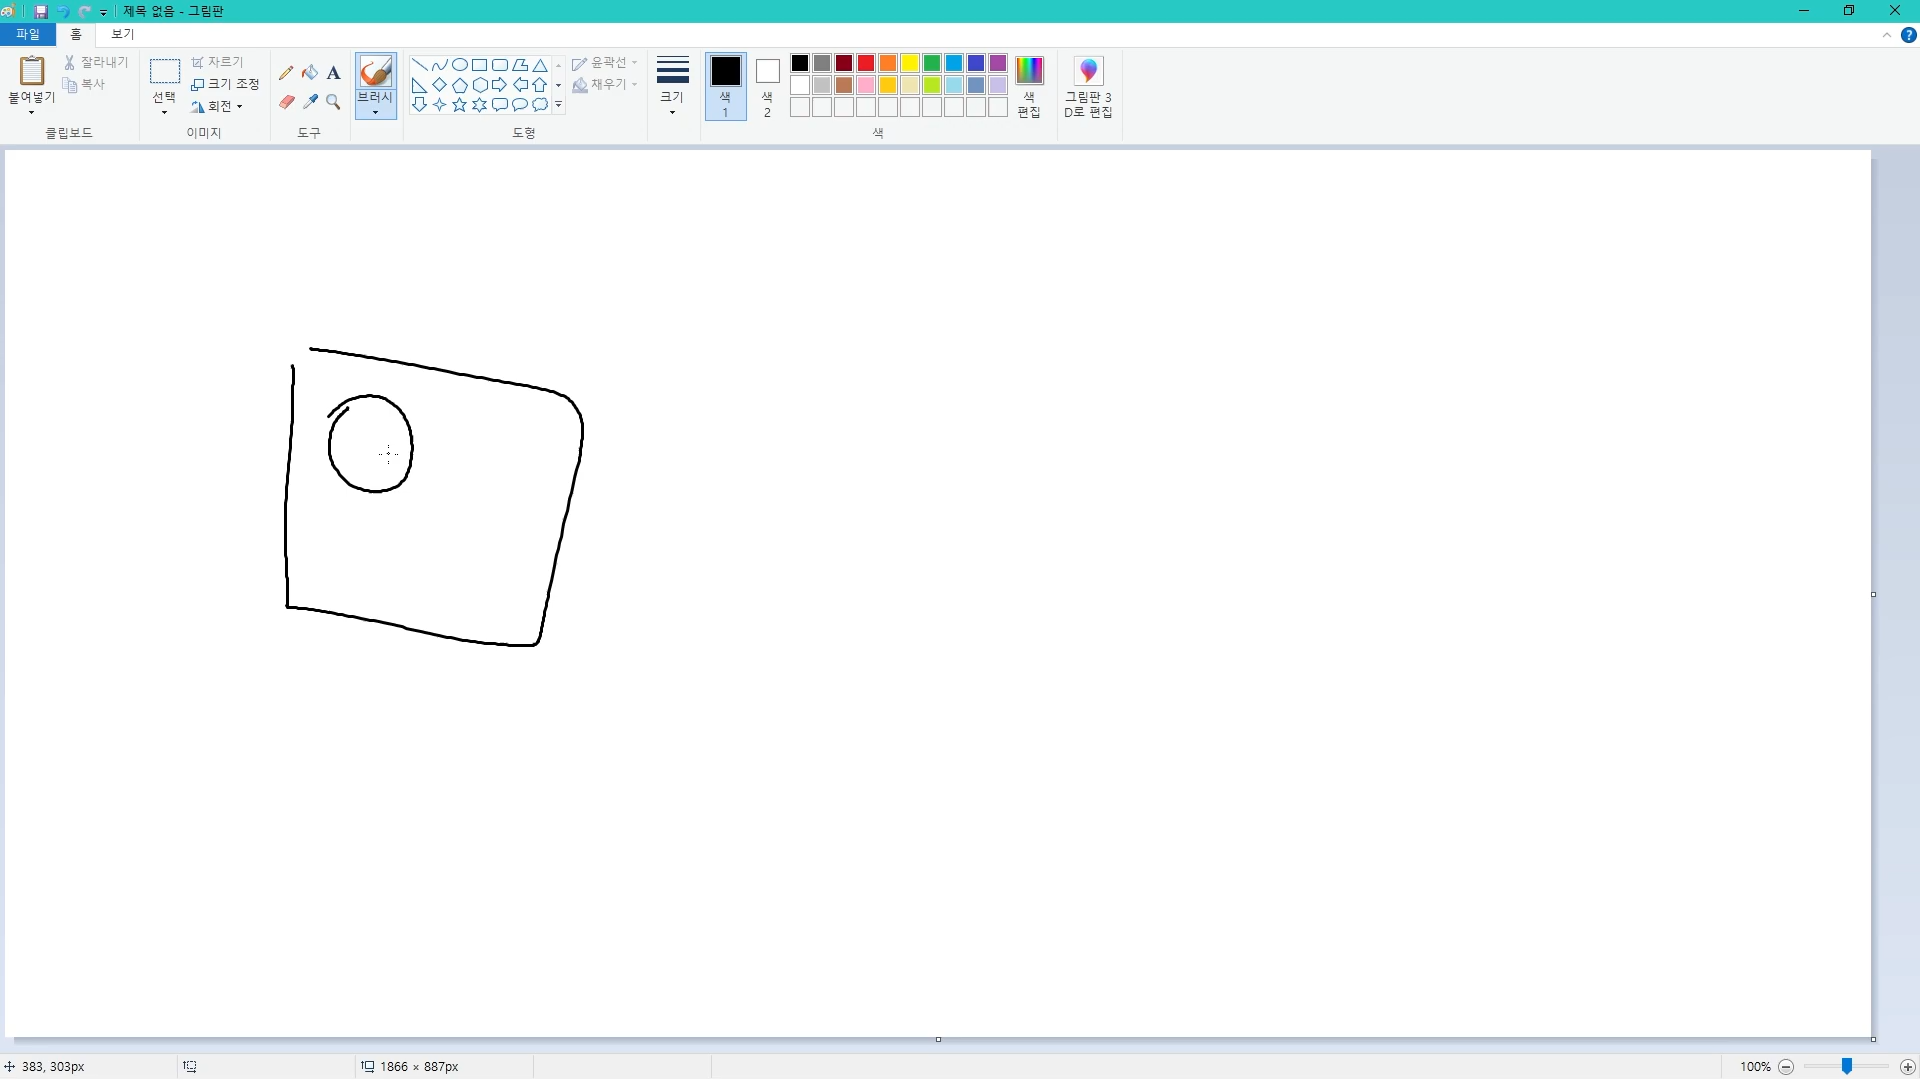 제목 없음 - 그림판
파일 홈 보기
붙여넣기
잘라내기
복사
클립보드
선택
자르기
크기 조정
회전
이미지
A
도구
브러시
도형
윤곽선
채우기
크기
색
1
색
2
색
편집
색
그림판 3
D로 편집
?
383, 303px
1866 × 887px
100%